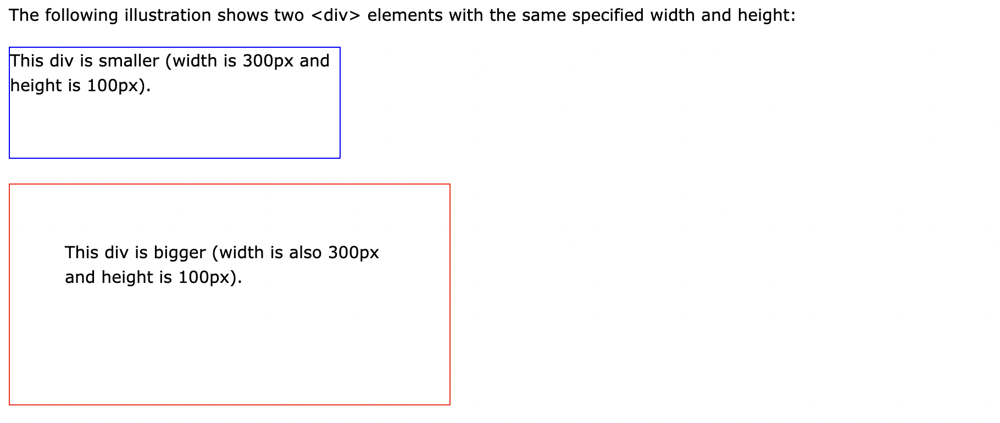 The following illustration shows two <div> elements with the same specified width and height:
This div is smaller (width is 300px and
height is 100px).
This div is bigger (width is also 300px
and height is 100px).